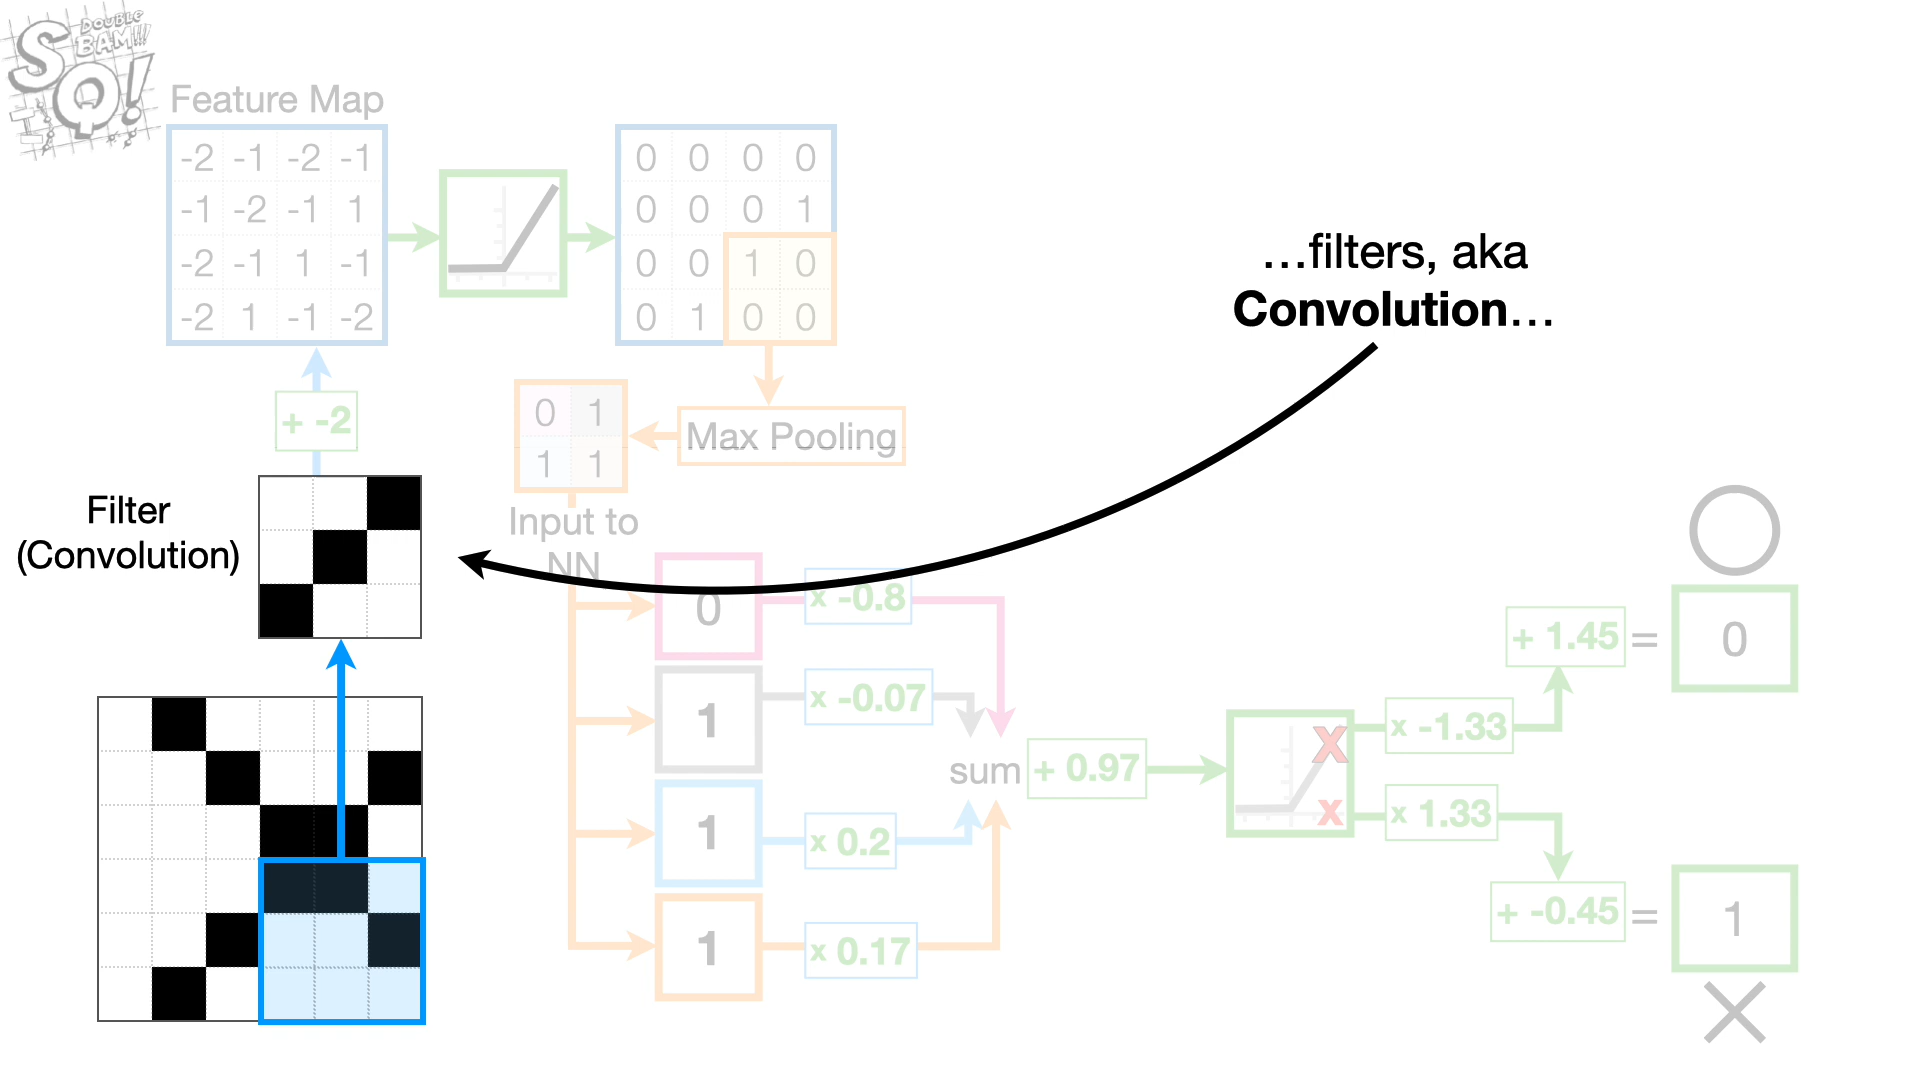 DOUBLE
BAM!!!
SQ!
Feature Map
-2 -1 -2 -1
-1 -2 -1 1
-2 -1 1 -1
-2 1 -1 -2
0 0 0 0
0 0 0 1
0 0 1 0
0 1 0 0
…filters, aka
Convolution…
+ -2
0 1
1 1
Max Pooling
Filter
(Convolution)
Input to
NN
0
x -0.8
1
x -0.07
1
x 0.2
1
x 0.17
sum
+ 0.97
x -1.33
x 1.33
+ 1.45
=
0
+ -0.45
=
1
X
x